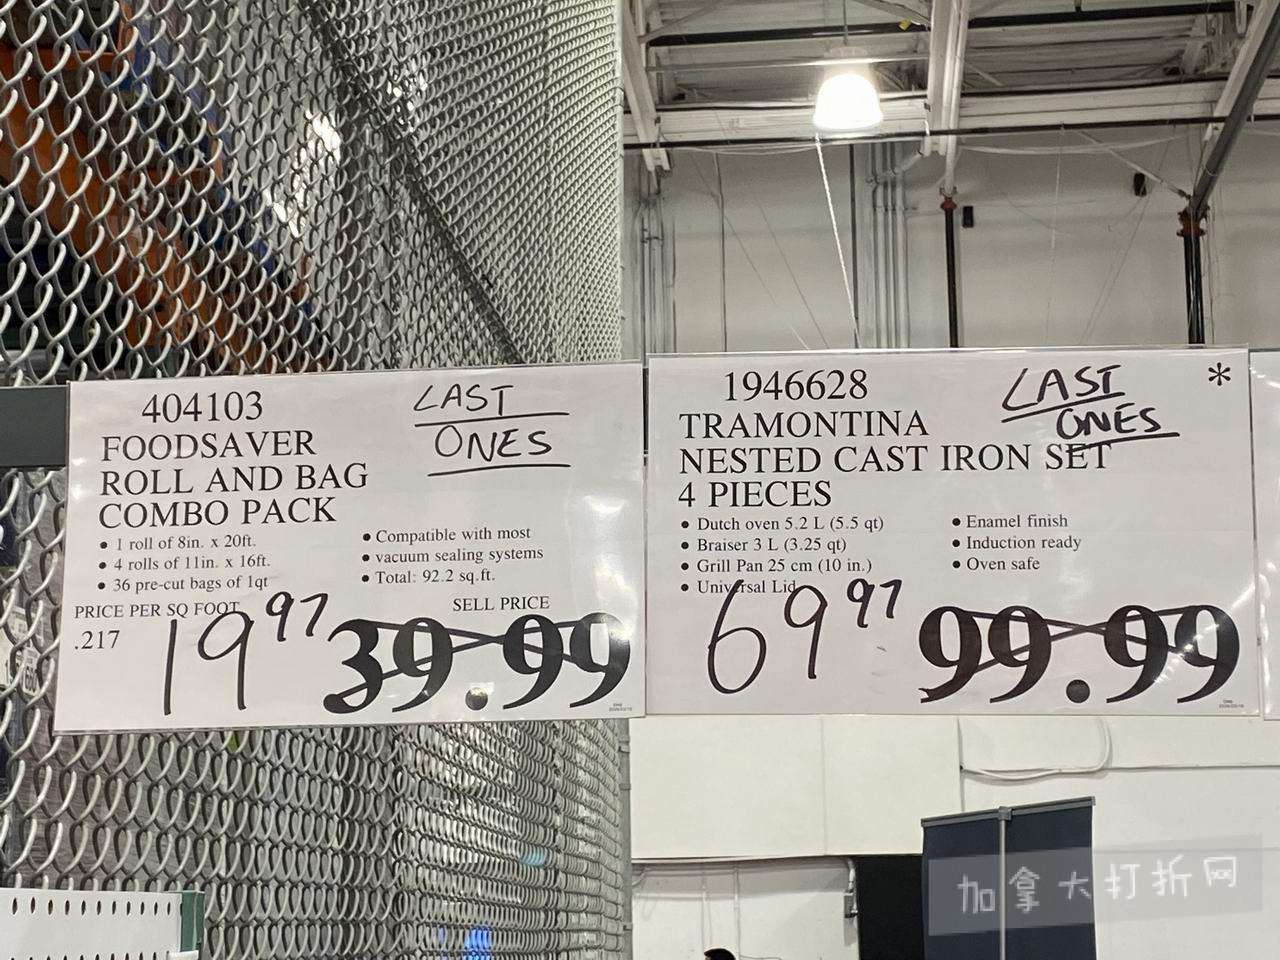 404103
LAST
ONES
FOODSAVER
ROLL AND BAG
COMBO PACK
• 1 roll of 8in. x 20ft.
• 4 rolls of 11in. x 16ft.
• 36 pre-cut bags of 1qt
• Compatible with most
• vacuum sealing systems
• Total: 92.2 sq.ft.
PRICE PER SQ FOOT
.217
SELL PRICE
19 97
39.99
1946628
LAST
ONES
*
TRAMONTINA
NESTED CAST IRON SET
4 PIECES
• Dutch oven 5.2 L (5.5 qt)
• Braiser 3 L (3.25 qt)
• Grill Pan 25 cm (10 in.)
• Universal Lid
• Enamel finish
• Induction ready
• Oven safe
69 97
99.99
加拿大打折网